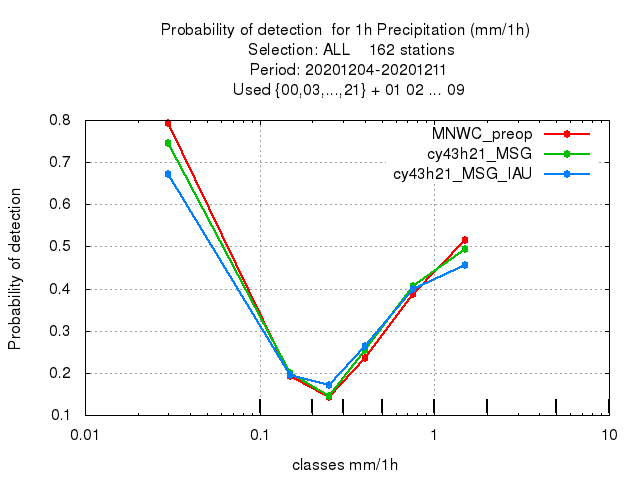 Probability of detection  for 1h Precipitation (mm/1h)
Selection: ALL    162 stations
Period: 20201204-20201211
Used {00,03,...,21} + 01 02 ... 09
MNWC_preop
cy43h21_MSG
cy43h21_MSG_IAU
Probability of detection
0.8
0.7
0.6
0.5
0.4
0.3
0.2
0.1
0.01
0.1
1
10
classes mm/1h